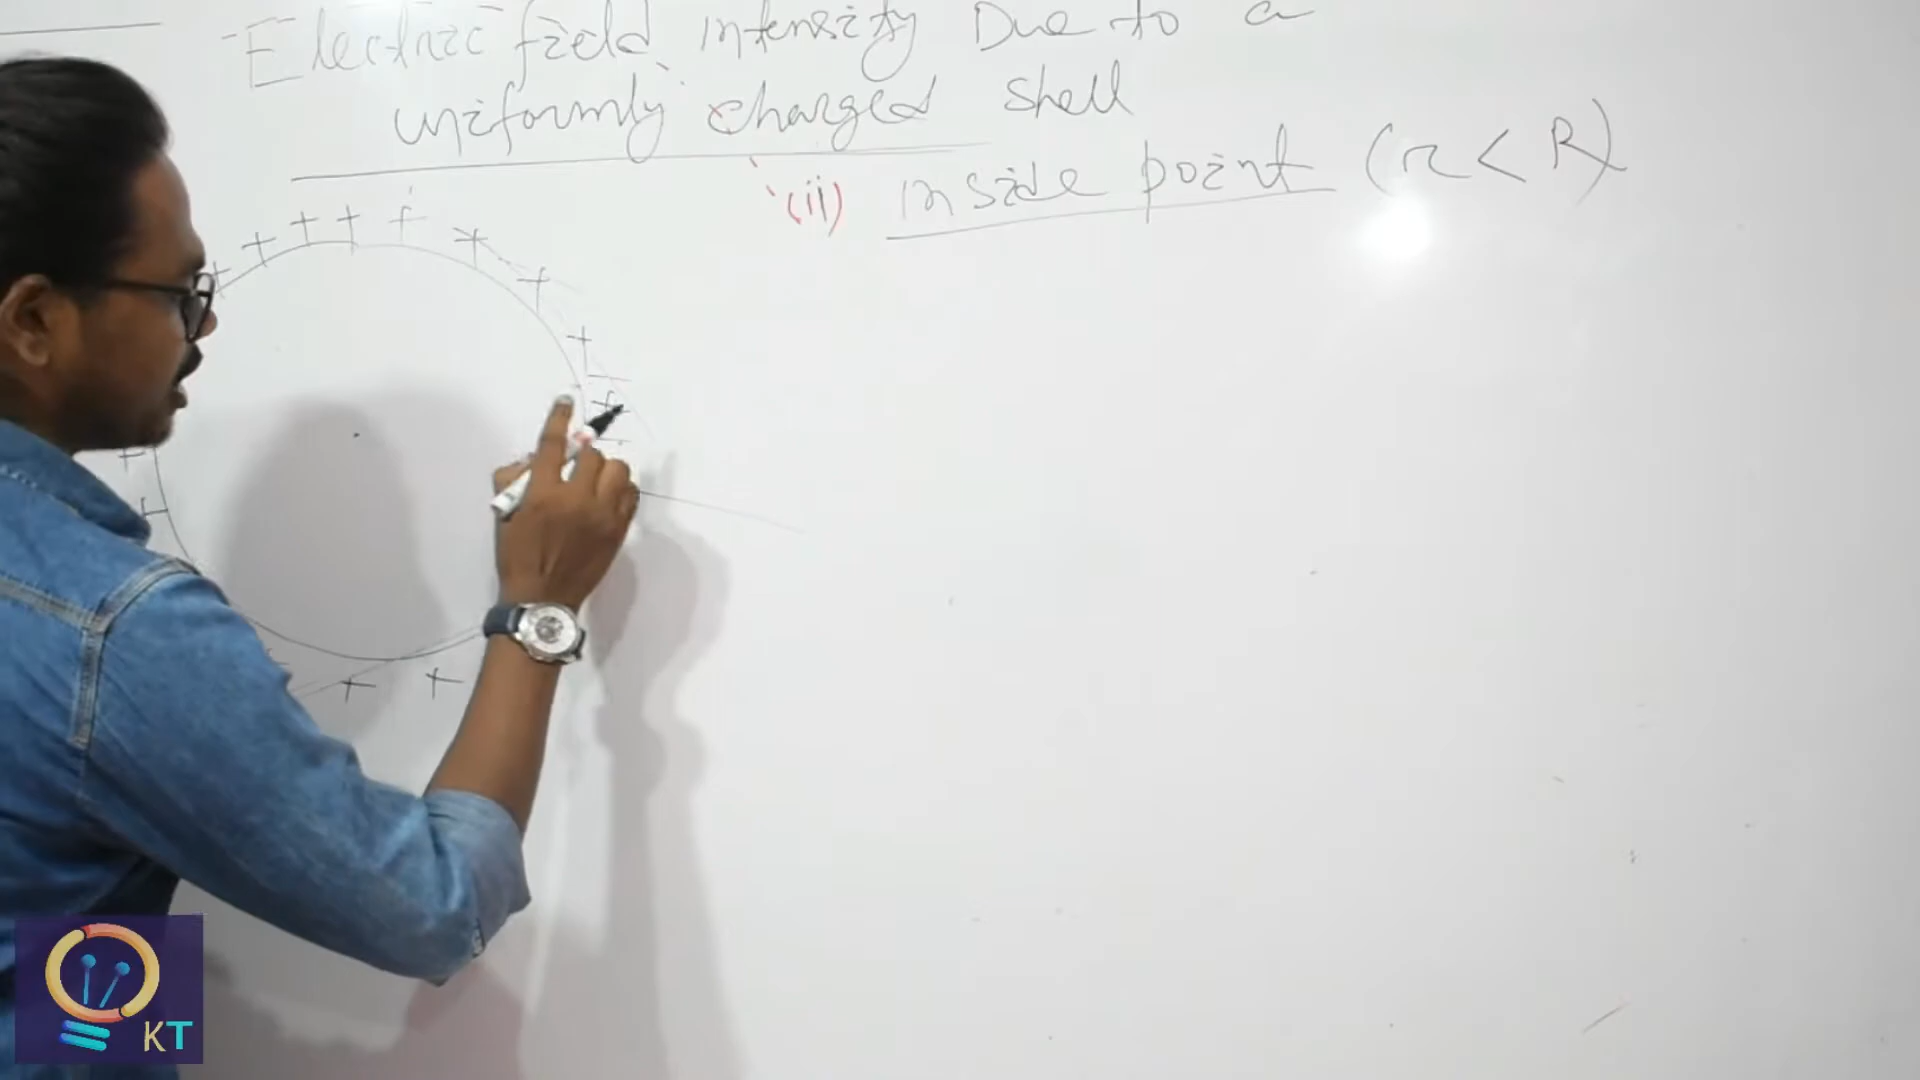 Electric field intensity Due to a
uniformly charged shell
(ii) inside point (r < R)
+ + + + + + + +
+ +
+ +
KT